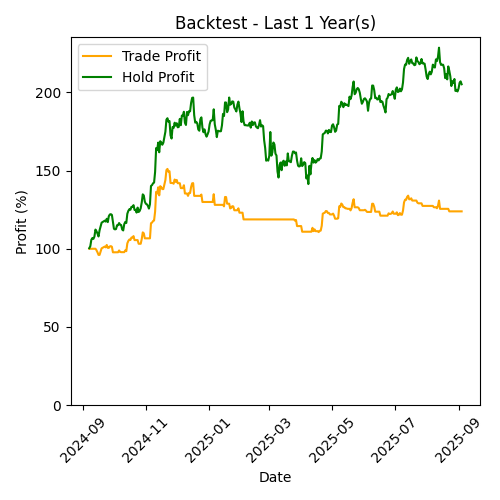 Backtest - Last 1 Year(s)
Trade Profit
Hold Profit
Profit (%)
200
150
100
50
0
2024-09
2024-11
2025-01
2025-03
2025-05
2025-07
2025-09
Date